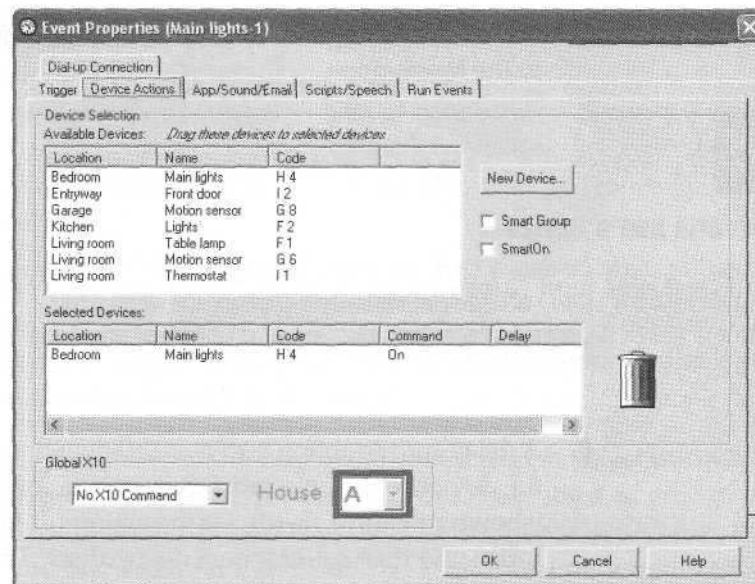 Event Properties (Main lights-1)
Dial-up Connection
Trigger Device Actions App/Sound/Email Scripts/Speech Run Events
Device Selection
Available Devices: Drag these devices to selected devices
Location Name Code
Bedroom Main lights H 4
Entryway Front door I 2
Garage Motion sensor G 8
Kitchen Lights F 2
Living room Table lamp F 1
Living room Motion sensor G 6
Living room Thermostat I 1
New Device...
Smart Group
SmartOn
Selected Devices:
Location Name Code Command Delay
Bedroom Main lights H 4 On
Global X10
No X10 Command House A
OK Cancel Help